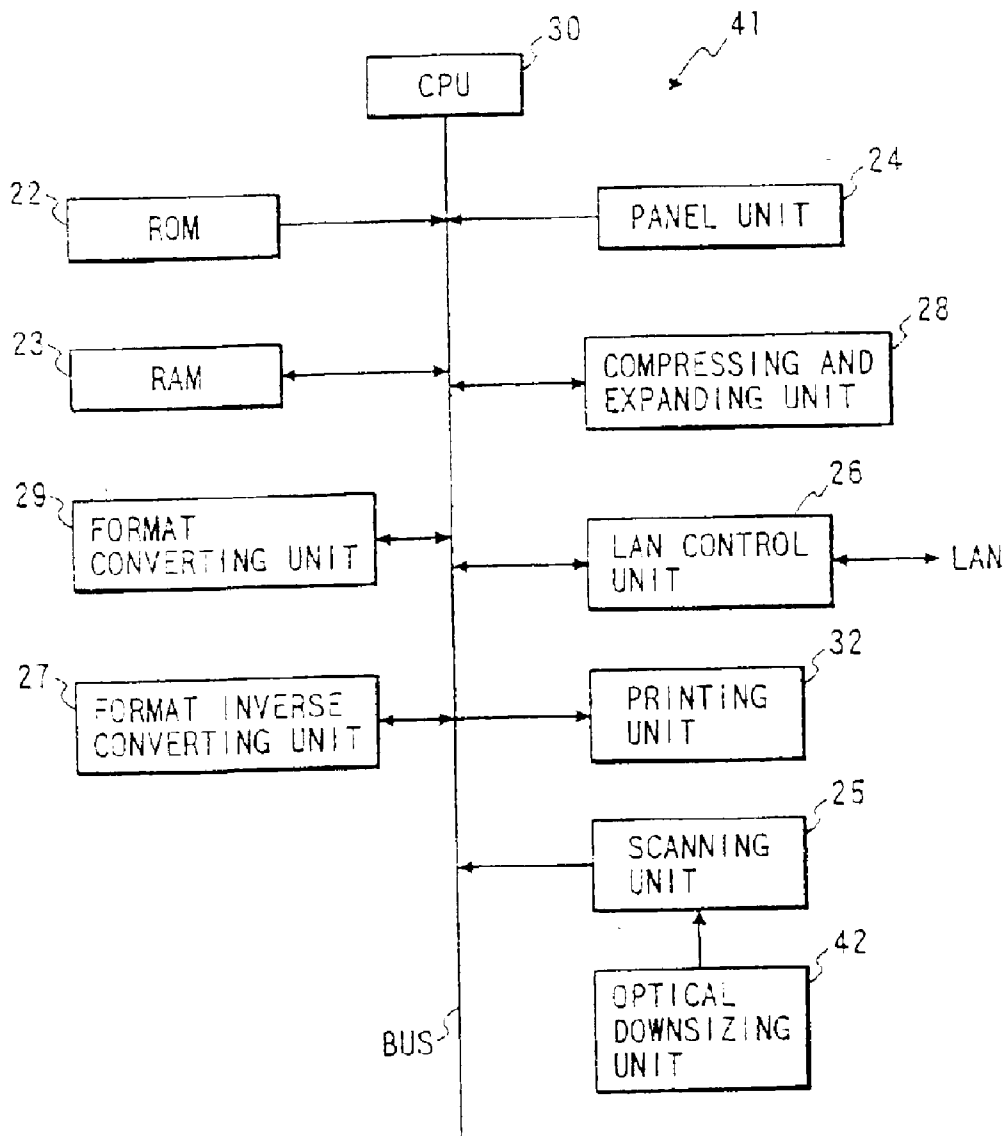 30
41
CPU
22
ROM
24
PANEL UNIT
23
RAM
28
COMPRESSING AND
EXPANDING UNIT
29
FORMAT
CONVERTING UNIT
26
LAN CONTROL
UNIT
LAN
27
FORMAT INVERSE
CONVERTING UNIT
32
PRINTING
UNIT
25
SCANNING
UNIT
42
OPTICAL
DOWNSIZING
UNIT
BUS